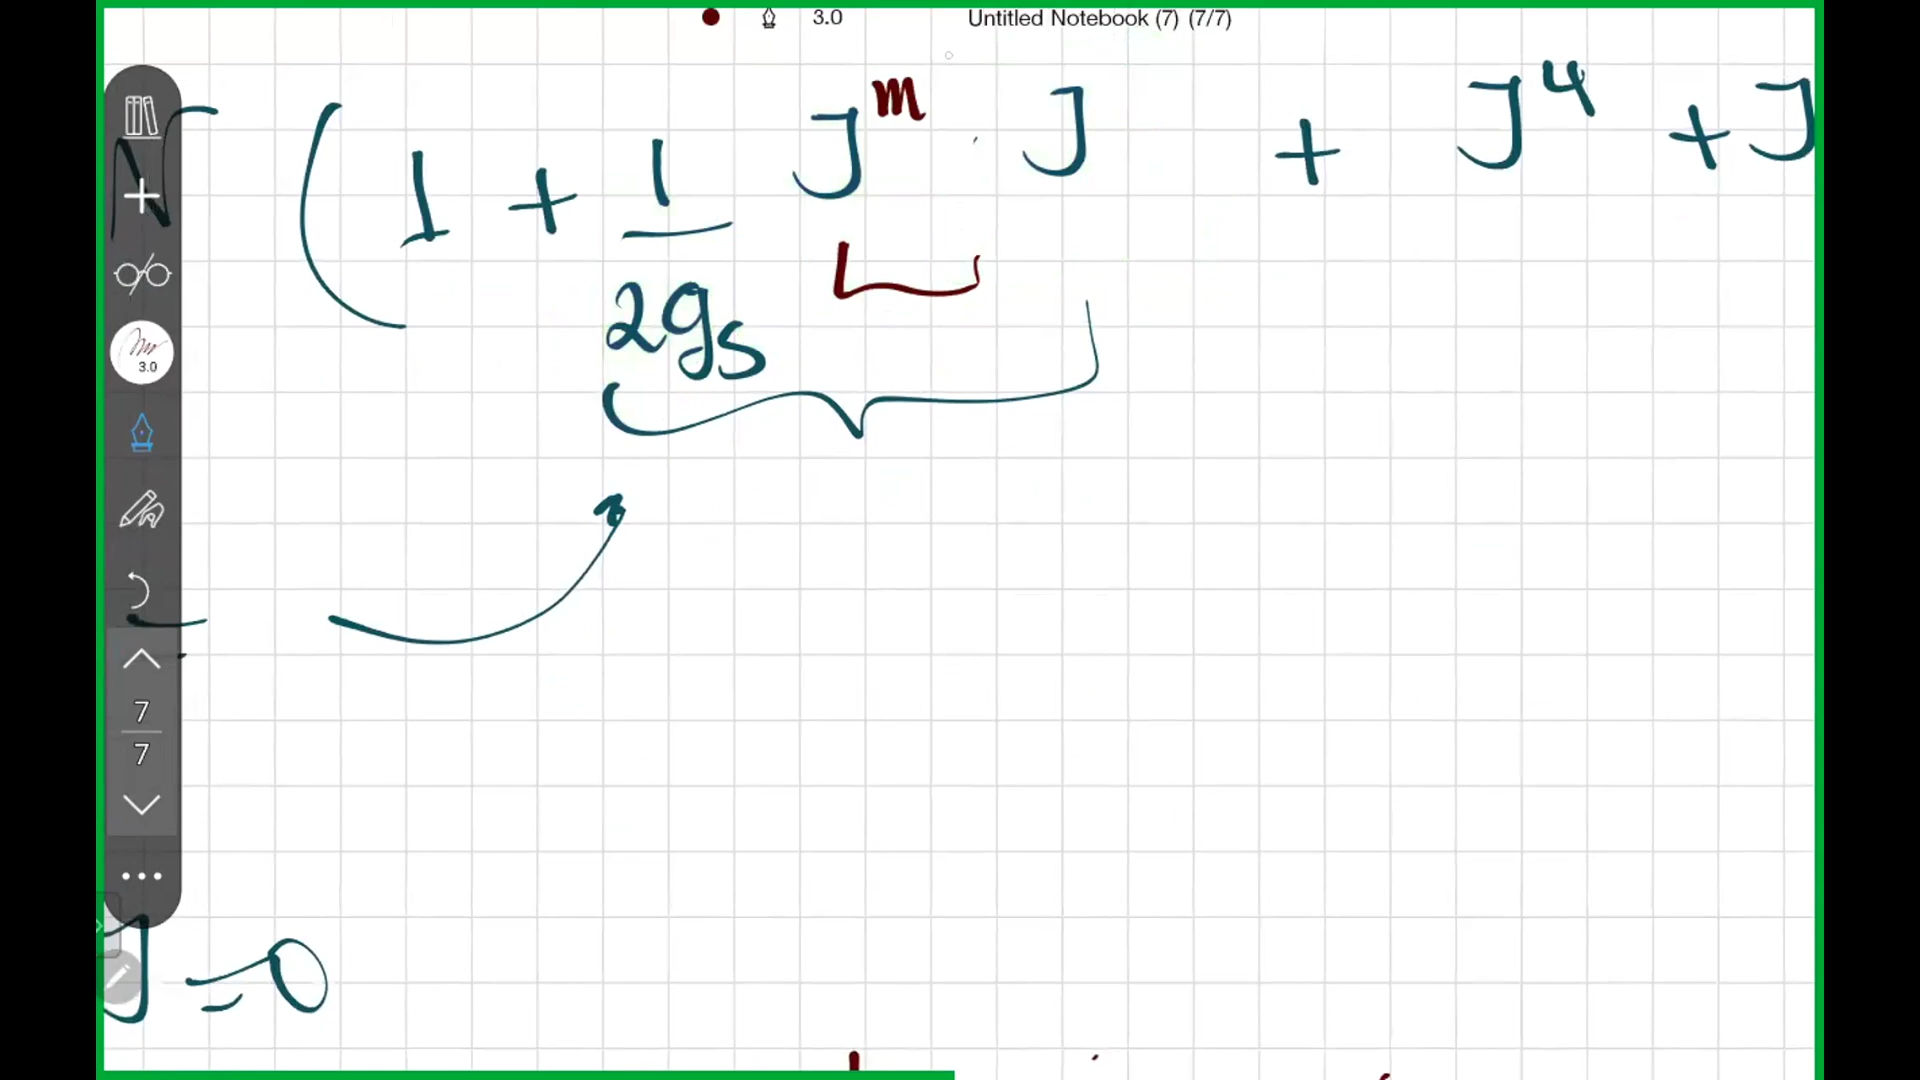 3.0 Untitled Notebook (7) (7/7)
N ( 1 + 1/2gs J^m J + J^4 + J
3.0
7
7
J = 0